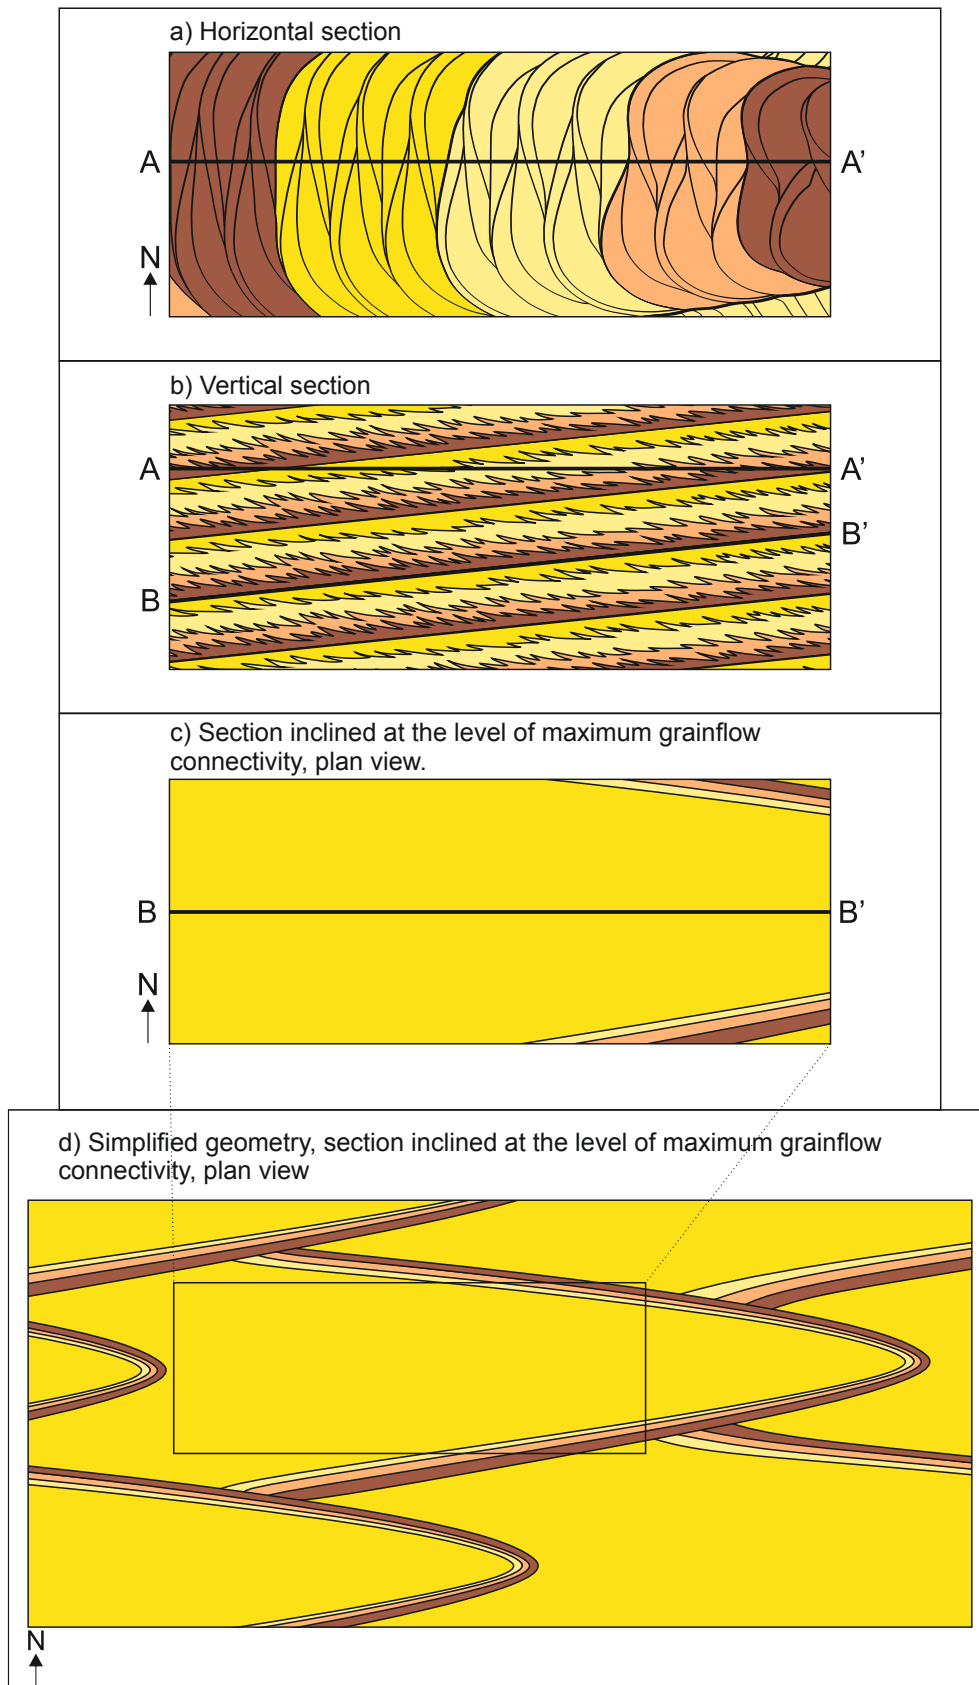 a) Horizontal section
A
A'
N
b) Vertical section
A
A'
B'
B
c) Section inclined at the level of maximum grainflow
connectivity, plan view.
B
B'
N
d) Simplified geometry, section inclined at the level of maximum grainflow
connectivity, plan view
N